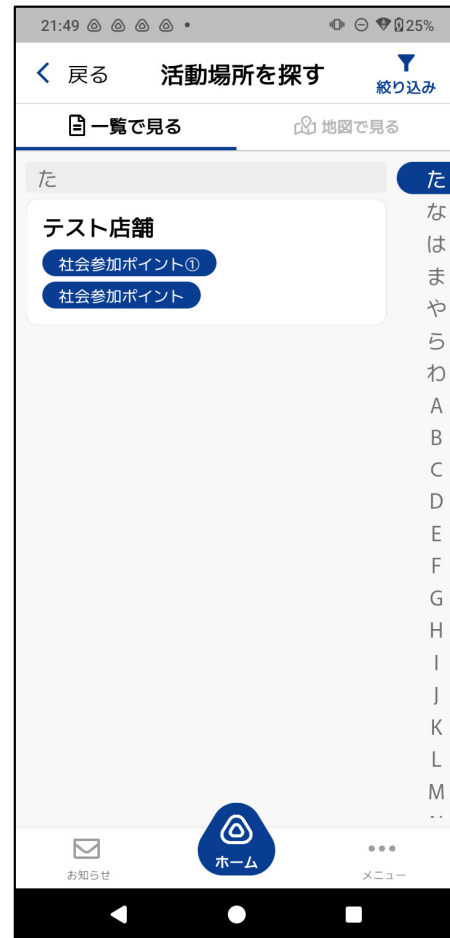 21:49
25%
戻る
活動場所を探す
絞り込み
一覧で見る
地図で見る
た
テスト店舗
社会参加ポイント①
社会参加ポイント
た
な
は
ま
や
ら
わ
A
B
C
D
E
F
G
H
I
J
K
L
M
お知らせ
ホーム
メニュー